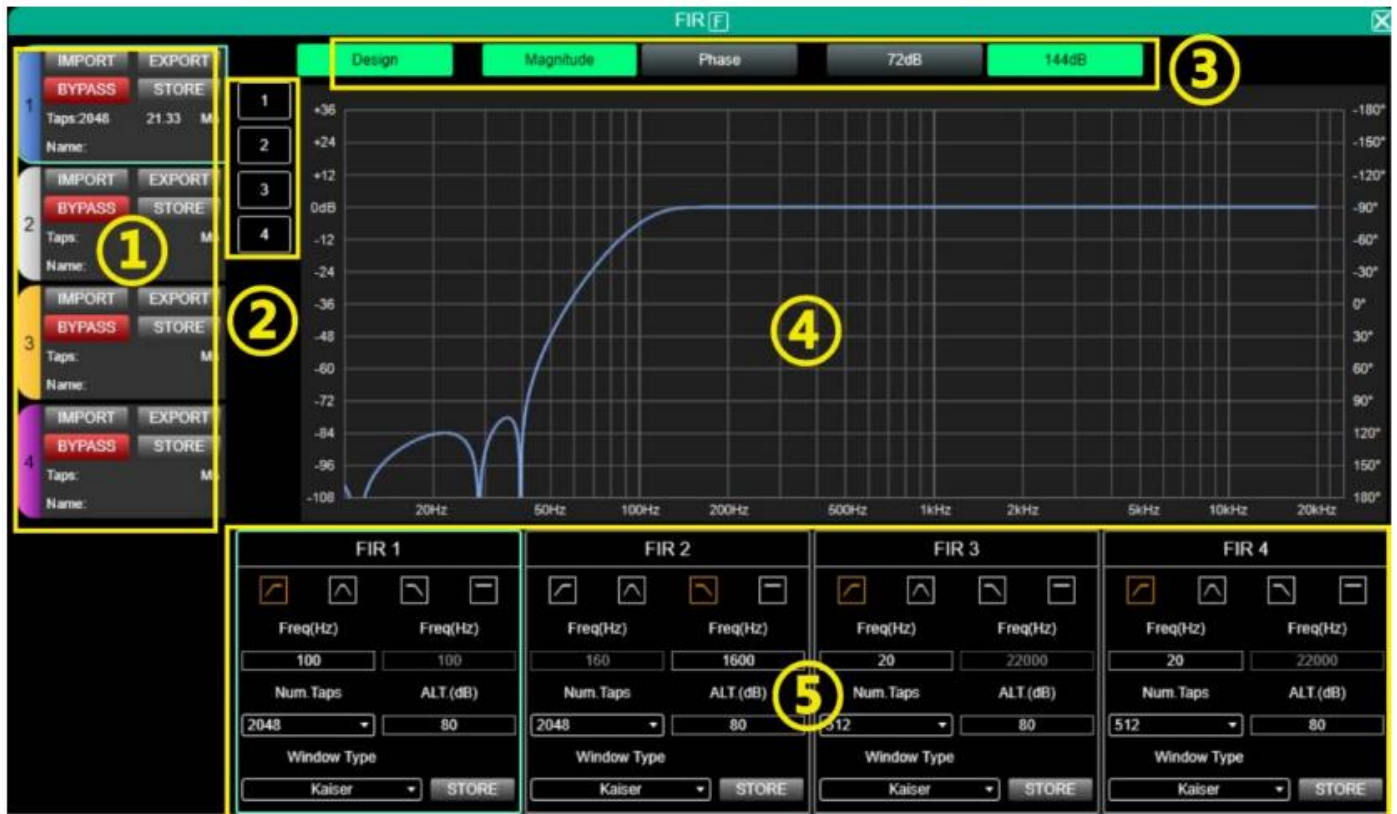 FIR F
Design Magnitude Phase 72dB 144dB
3
IMPORT EXPORT
BYPASS STORE
1
Taps:2048 21.33 M
Name:
IMPORT EXPORT
BYPASS STORE
2
Taps: M
Name:
1
IMPORT EXPORT
BYPASS STORE
3
Taps: M
Name:
IMPORT EXPORT
BYPASS STORE
4
Taps: M
Name:
1
2
3
4
2
+36
+24
+12
0dB
-12
-24
-36
-48
-60
-72
-84
-96
-108
4
-180°
-150°
-120°
-90°
-60°
-30°
0°
30°
60°
90°
120°
150°
180°
20Hz 50Hz 100Hz 200Hz 500Hz 1kHz 2kHz 5kHz 10kHz 20kHz
FIR 1
Freq(Hz) Freq(Hz)
100 100
Num.Taps ALT.(dB)
2048 80
Window Type
Kaiser STORE
FIR 2
Freq(Hz) Freq(Hz)
160 1600
Num.Taps ALT.(dB)
2048 80
Window Type
Kaiser STORE
5
FIR 3
Freq(Hz) Freq(Hz)
20 22000
Num.Taps ALT.(dB)
512 80
Window Type
Kaiser STORE
FIR 4
Freq(Hz) Freq(Hz)
20 22000
Num.Taps ALT.(dB)
512 80
Window Type
Kaiser STORE